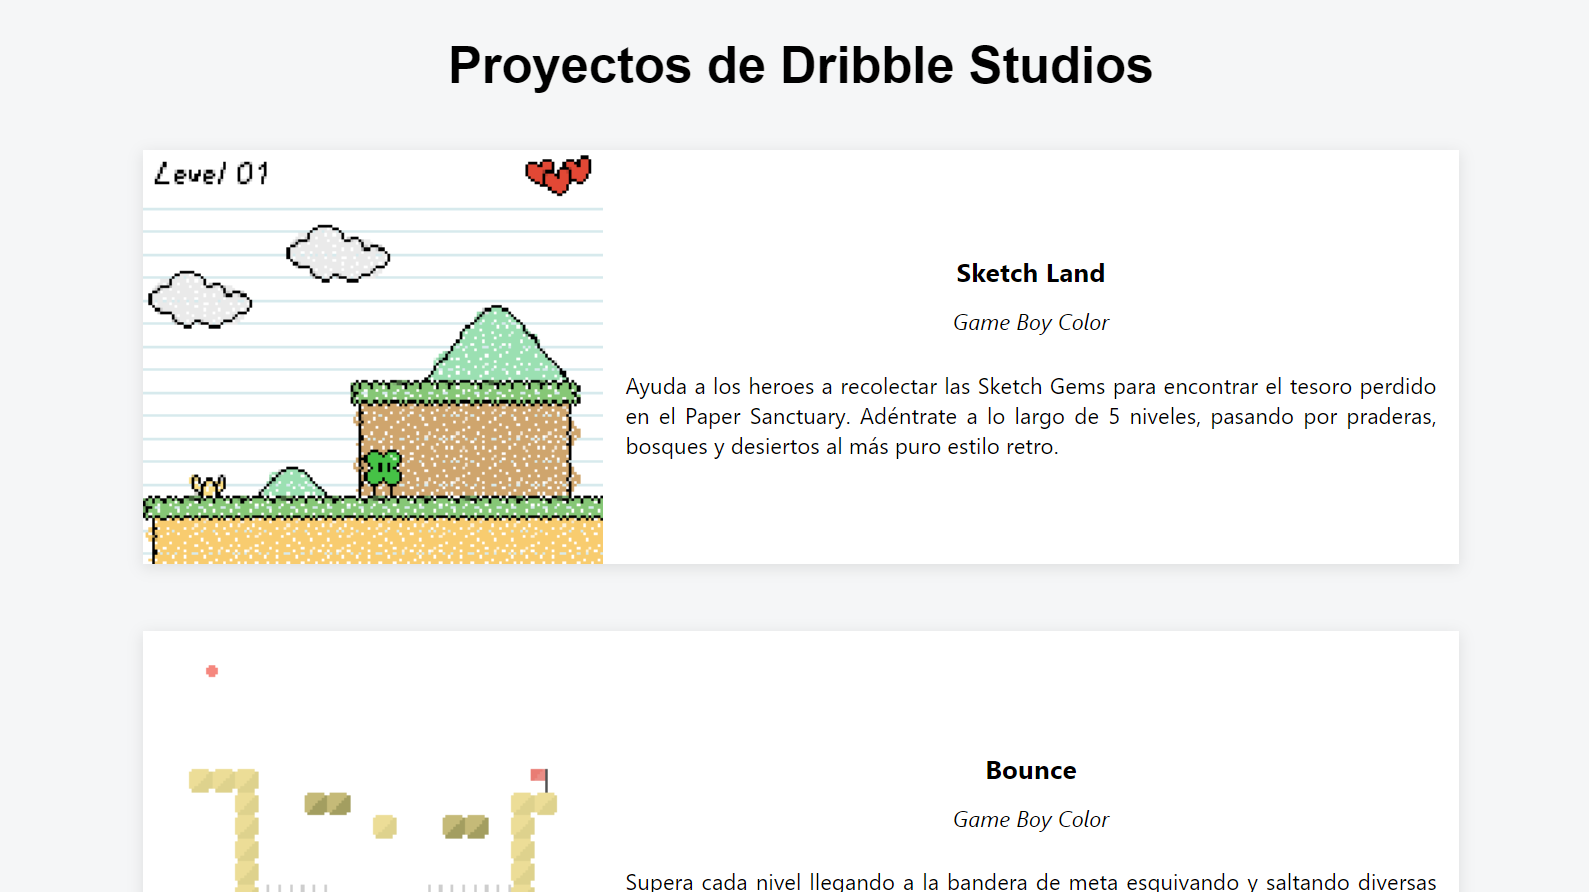 Proyectos de Dribble Studios
Level 01
Sketch Land
Game Boy Color
Ayuda a los heroes a recolectar las Sketch Gems para encontrar el tesoro perdido
en el Paper Sanctuary. Adéntrate a lo largo de 5 niveles, pasando por praderas,
bosques y desiertos al más puro estilo retro.
Bounce
Game Boy Color
Supera cada nivel llegando a la bandera de meta esquivando y saltando diversas